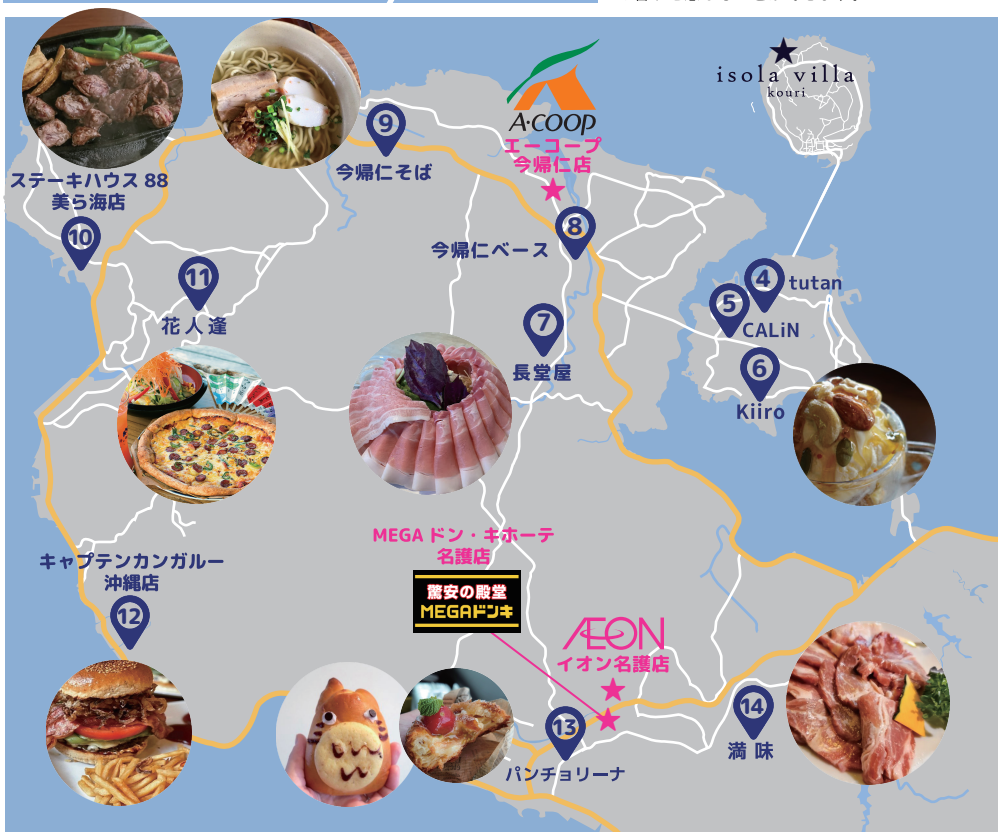 isola villa
kouri
A·COOP
エーコープ
今帰仁店
9
今帰仁そば
ステーキハウス 88
美ら海店
10
8
今帰仁ベース
11
花人逢
4
tutan
5
CALiN
7
長堂屋
6
Kiiro
MEGA ドン・キホーテ
名護店
驚安の殿堂
MEGAドンキ
キャプテンカンガルー
沖縄店
12
ÆON
イオン名護店
13
パンチョリーナ
14
満味